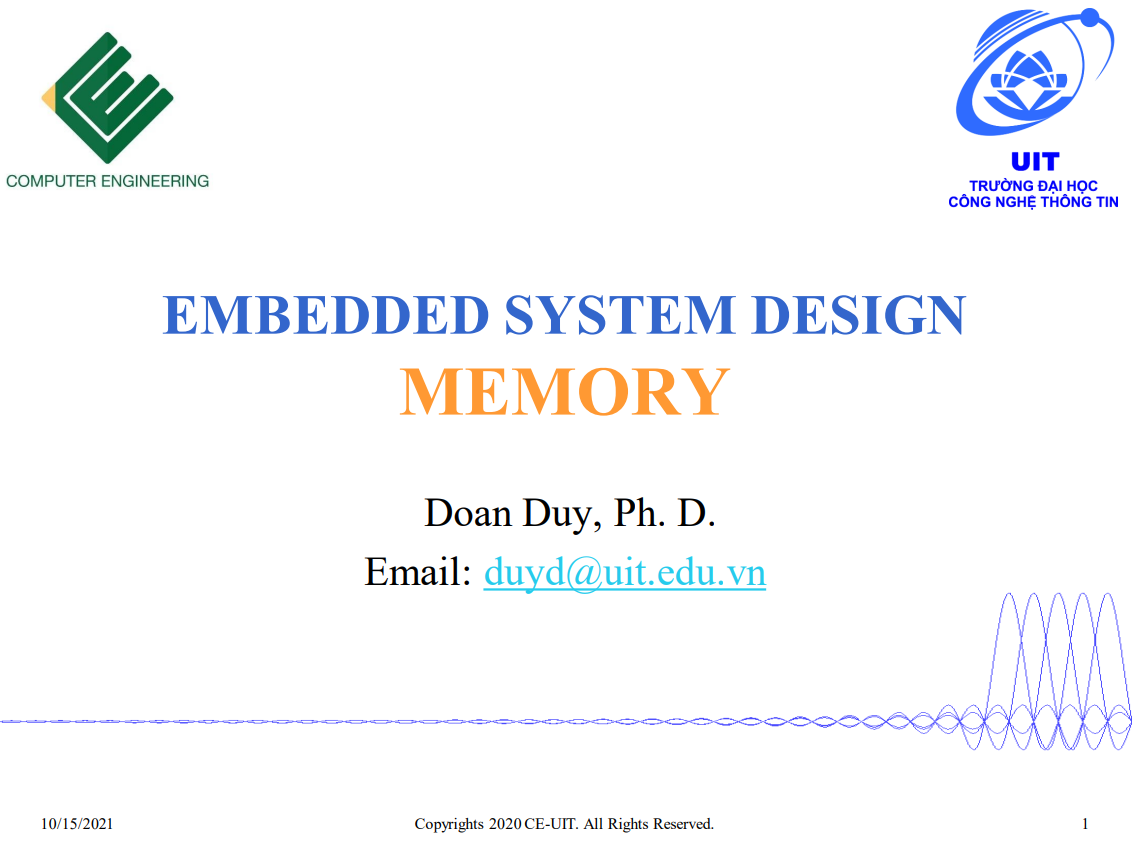 COMPUTER ENGINEERING
UIT
TRƯỜNG ĐẠI HỌC
CÔNG NGHỆ THÔNG TIN
EMBEDDED SYSTEM DESIGN
MEMORY
Doan Duy, Ph. D.
Email: duyd@uit.edu.vn
10/15/2021
Copyrights 2020 CE-UIT. All Rights Reserved.
1